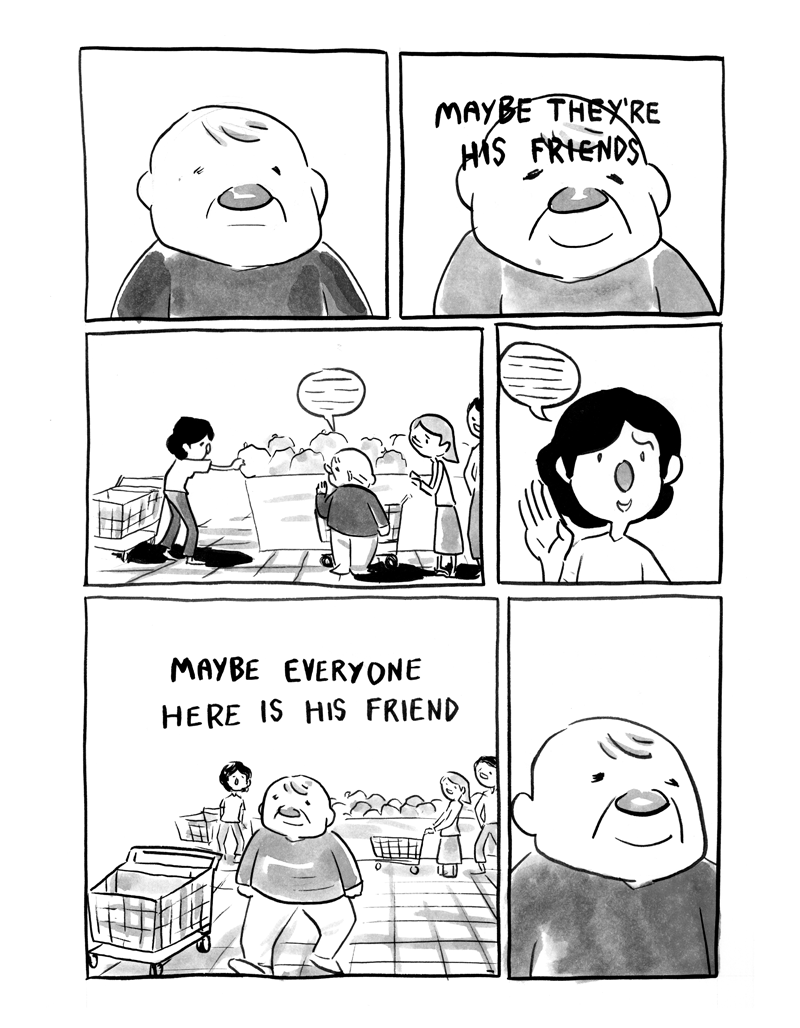 MAYBE THEY'RE
HIS FRIENDS
MAYBE EVERYONE
HERE IS HIS FRIEND